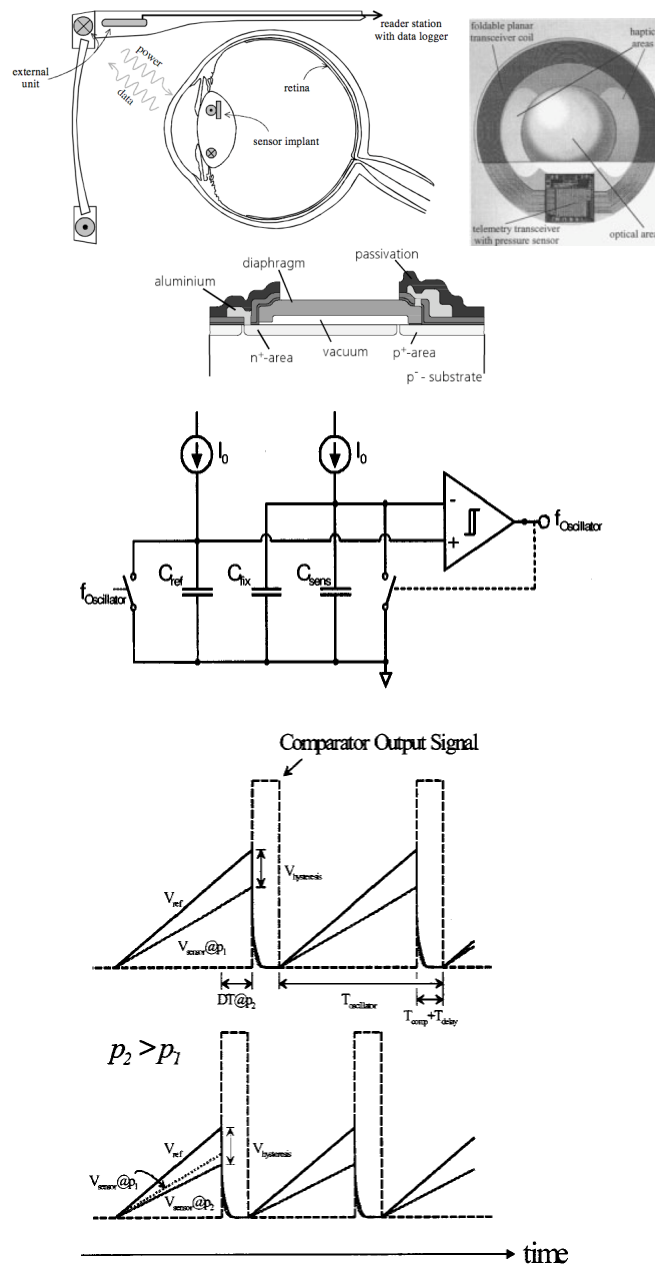 reader station
with data logger
external
unit
power
data
retina
sensor implant
foldable planar
transceiver coil
haptic
areas
telemetry transceiver
with pressure sensor
optical area
passivation
diaphragm
aluminium
n⁺-area
vacuum
p⁺-area
p⁻ - substrate
I₀
I₀
f_Oscillator
C_ref
C_fix
C_sens
f_Oscillator
-
+
Comparator Output Signal
V_ref
V_hysteresis
V_sensor@p₁
DT@p₂
T_oscillator
T_comp+T_delay
p₂ > p₁
V_ref
V_hysteresis
V_sensor@p₁
V_sensor@p₂
time